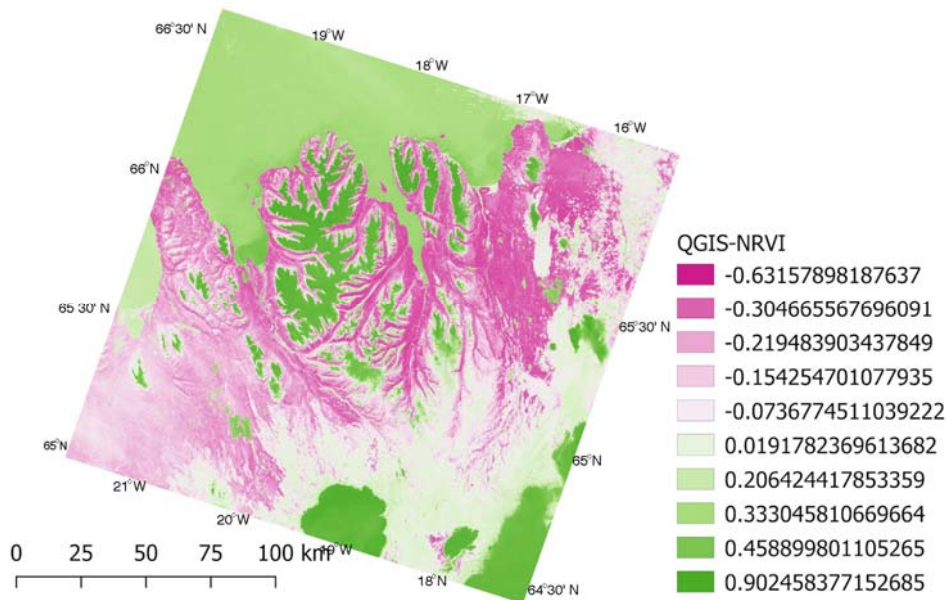 66°30' N
19°W
18°W
17°W
16°W
66°N
65 30' N
65°N
21°W
20°W
19°W
18°N
64°30' N
65°N
65°30' N
0 25 50 75 100 km
QGIS-NRVI
-0.63157898187637
-0.304665567696091
-0.219483903437849
-0.154254701077935
-0.0736774511039222
0.0191782369613682
0.206424417853359
0.333045810669664
0.458899801105265
0.902458377152685